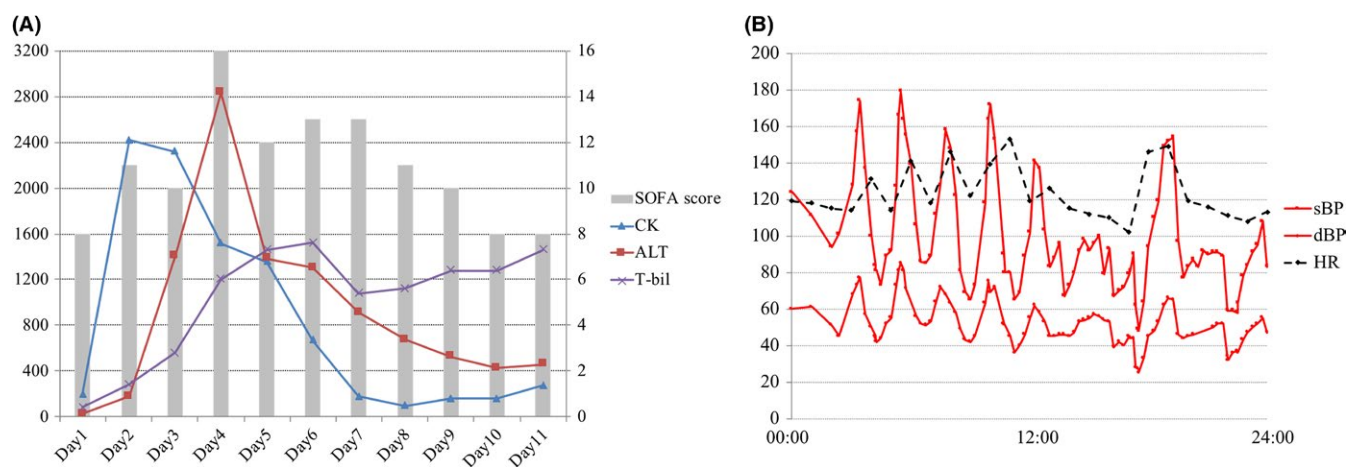 (A)
3200
2800
2400
2000
1600
1200
800
400
0
16
14
12
10
8
6
4
2
0
Day1
Day2
Day3
Day4
Day5
Day6
Day7
Day8
Day9
Day10
Day11
SOFA score
CK
ALT
T-bil
(B)
200
180
160
140
120
100
80
60
40
20
0
00:00
12:00
24:00
sBP
dBP
HR